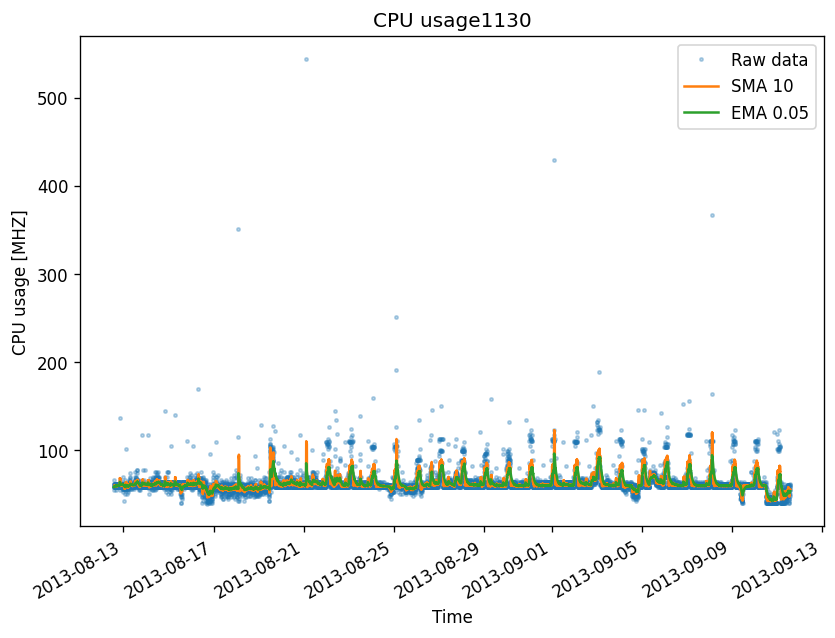 CPU usage1130
Raw data
SMA 10
EMA 0.05
500
400
300
200
100
CPU usage [MHZ]
2013-08-13
2013-08-17
2013-08-21
2013-08-25
2013-08-29
2013-09-01
2013-09-05
2013-09-09
2013-09-13
Time